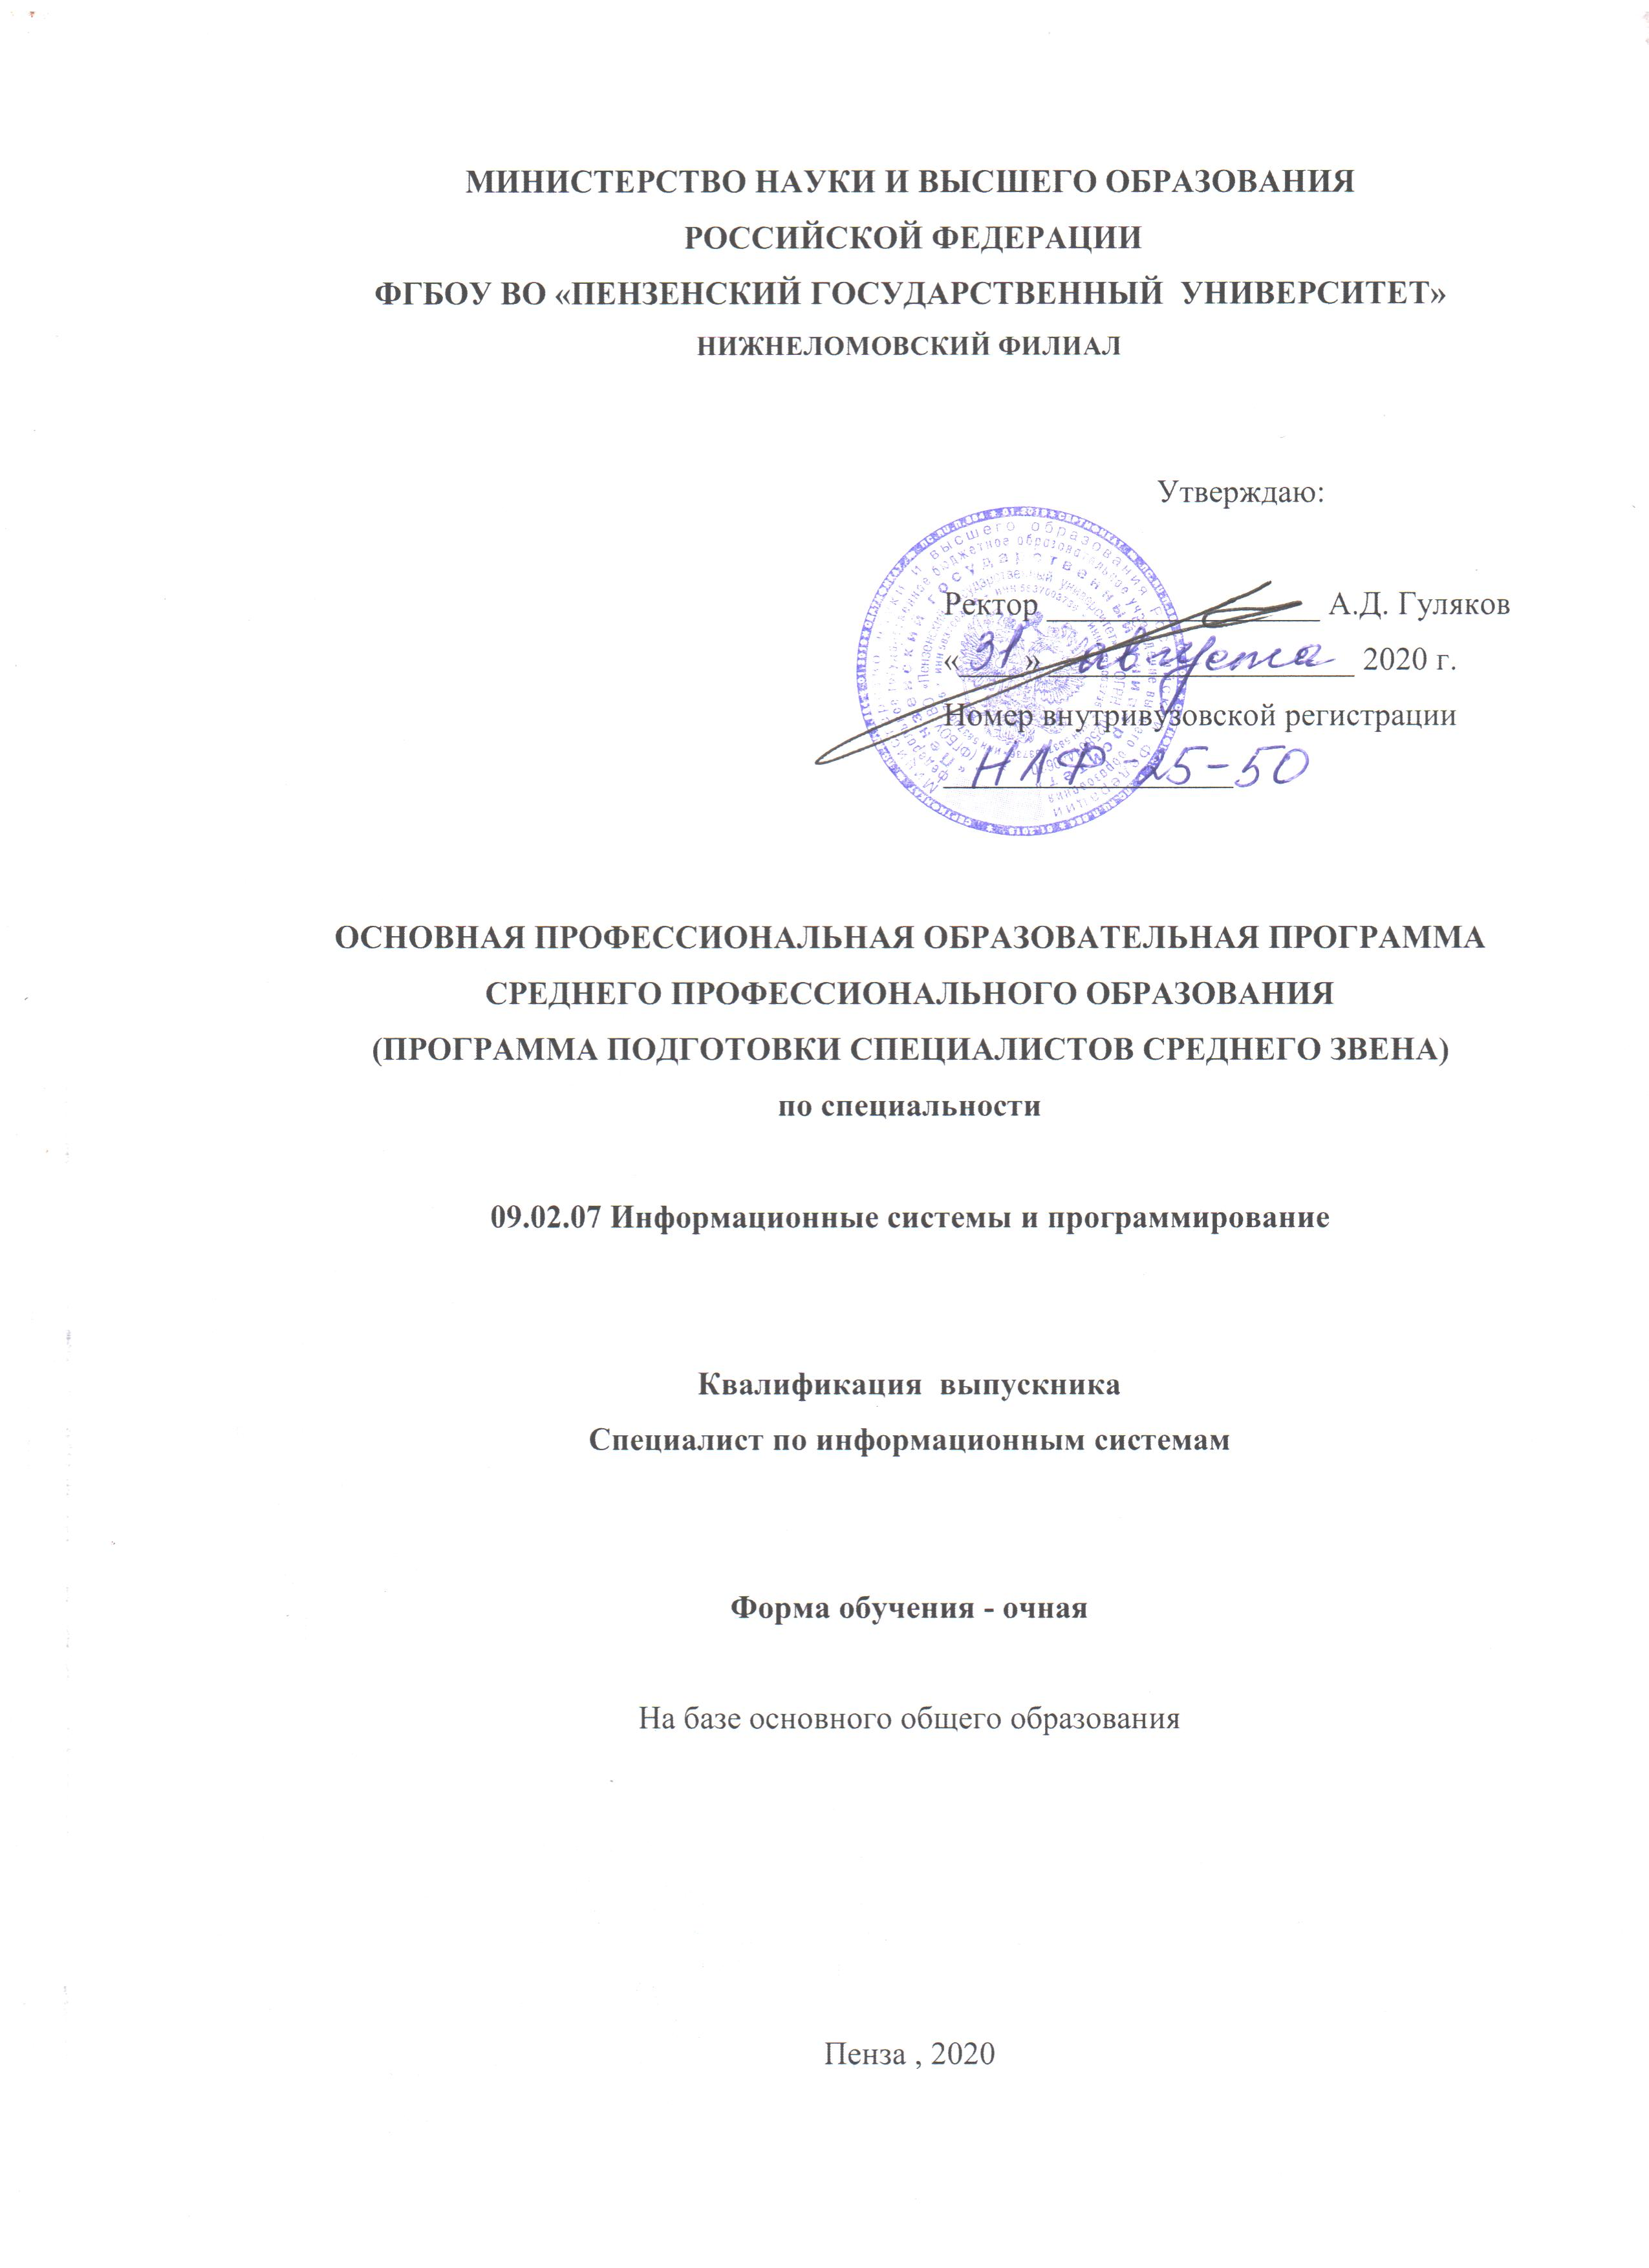 МИНИСТЕРСТВО НАУКИ И ВЫСШЕГО ОБРАЗОВАНИЯ
РОССИЙСКОЙ ФЕДЕРАЦИИ
ФГБОУ ВО «ПЕНЗЕНСКИЙ ГОСУДАРСТВЕННЫЙ УНИВЕРСИТЕТ»
НИЖНЕЛОМОВСКИЙ ФИЛИАЛ
Утверждаю:
Ректор ________________ А.Д. Гуляков
« 31 » августа 2020 г.
Номер внутривузовской регистрации
НЛФ-25-50
ОСНОВНАЯ ПРОФЕССИОНАЛЬНАЯ ОБРАЗОВАТЕЛЬНАЯ ПРОГРАММА
СРЕДНЕГО ПРОФЕССИОНАЛЬНОГО ОБРАЗОВАНИЯ
(ПРОГРАММА ПОДГОТОВКИ СПЕЦИАЛИСТОВ СРЕДНЕГО ЗВЕНА)
по специальности
09.02.07 Информационные системы и программирование
Квалификация выпускника
Специалист по информационным системам
Форма обучения - очная
На базе основного общего образования
Пенза , 2020